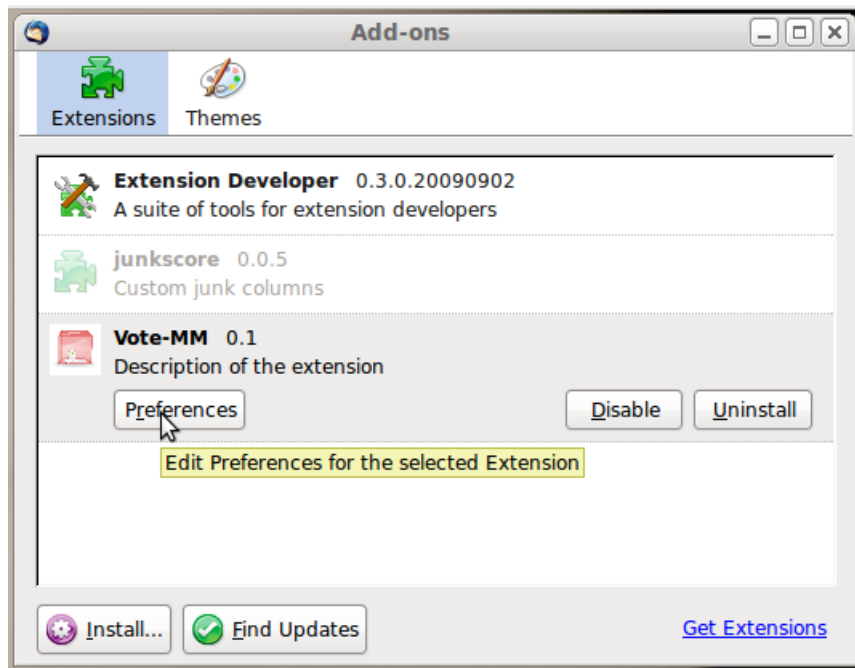 Add-ons
Extensions Themes
Extension Developer 0.3.0.20090902
A suite of tools for extension developers
junkscore 0.0.5
Custom junk columns
Vote-MM 0.1
Description of the extension
Preferences Disable Uninstall
Edit Preferences for the selected Extension
Install... Find Updates Get Extensions